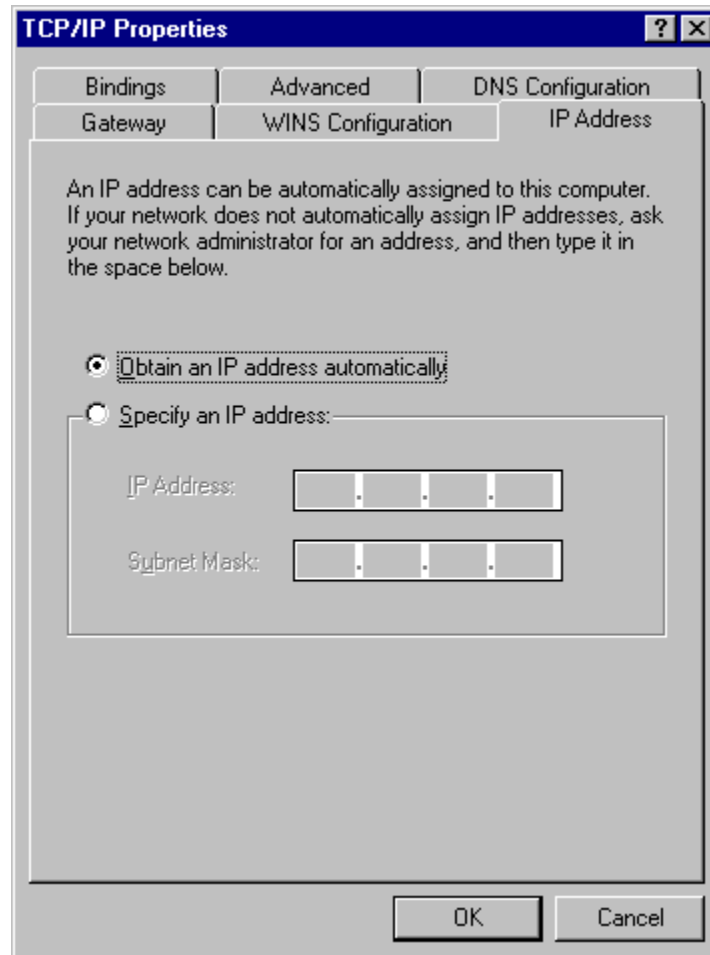 TCP/IP Properties
Bindings
Advanced
DNS Configuration
Gateway
WINS Configuration
IP Address
An IP address can be automatically assigned to this computer.
If your network does not automatically assign IP addresses, ask
your network administrator for an address, and then type it in
the space below.
Obtain an IP address automatically
Specify an IP address:
IP Address:
Subnet Mask:
OK
Cancel